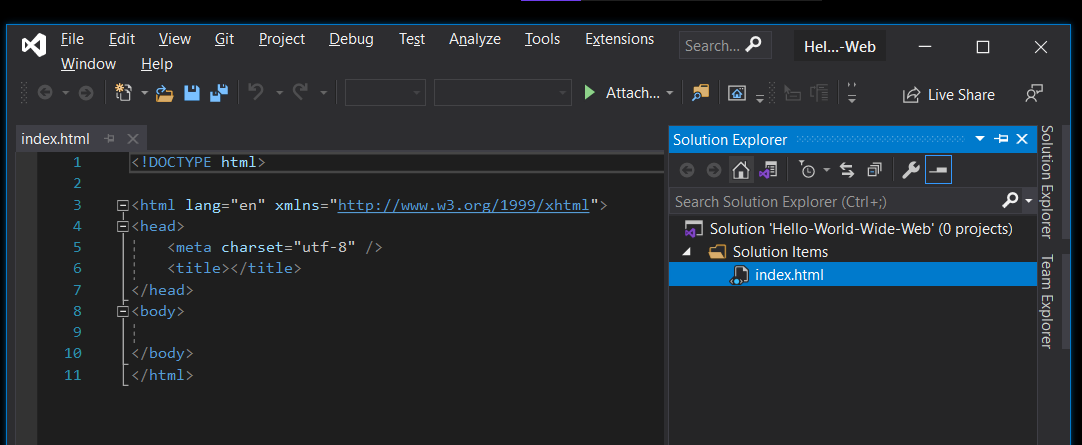 File Edit View Git Project Debug Test Analyze Tools Extensions Search... Hel...-Web
Window Help
Attach... Live Share
index.html
1 <!DOCTYPE html>
2
3 <html lang="en" xmlns="http://www.w3.org/1999/xhtml">
4 <head>
5 <meta charset="utf-8" />
6 <title></title>
7 </head>
8 <body>
9
10 </body>
11 </html>
Solution Explorer
Search Solution Explorer (Ctrl+;)
Solution 'Hello-World-Wide-Web' (0 projects)
Solution Items
index.html
Solution Explorer
Team Explorer